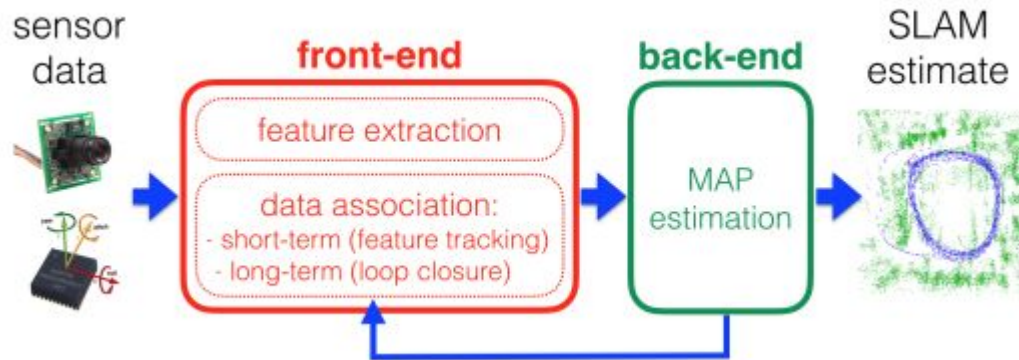 sensor
data
front-end
feature extraction
data association:
- short-term (feature tracking)
- long-term (loop closure)
back-end
MAP
estimation
SLAM
estimate